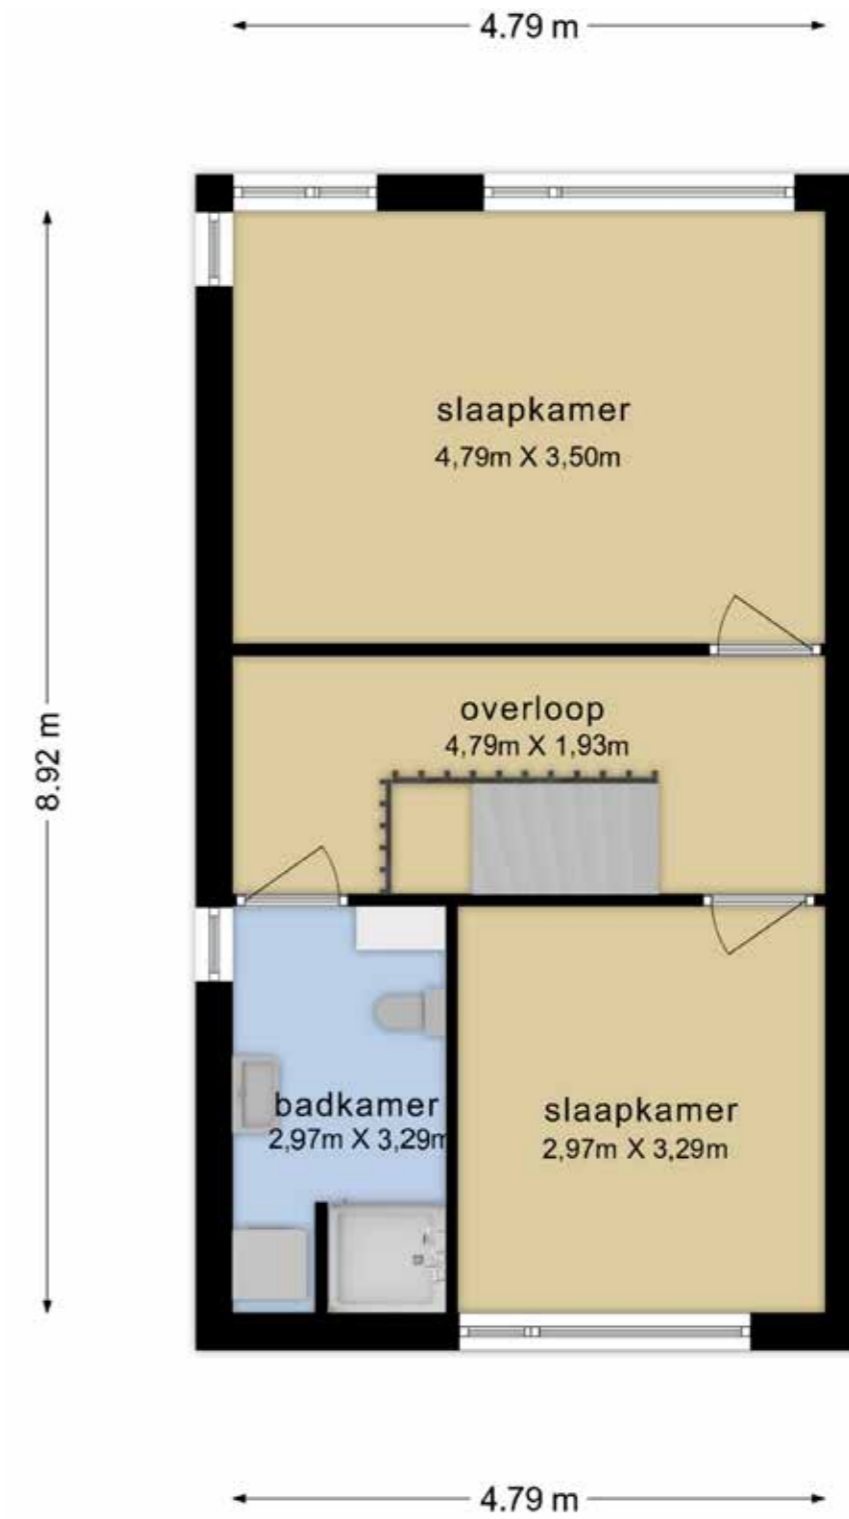 4.79 m
slaapkamer
4,79m X 3,50m
overloop
4,79m X 1,93m
8.92 m
badkamer
2,97m X 3,29m
slaapkamer
2,97m X 3,29m
4.79 m